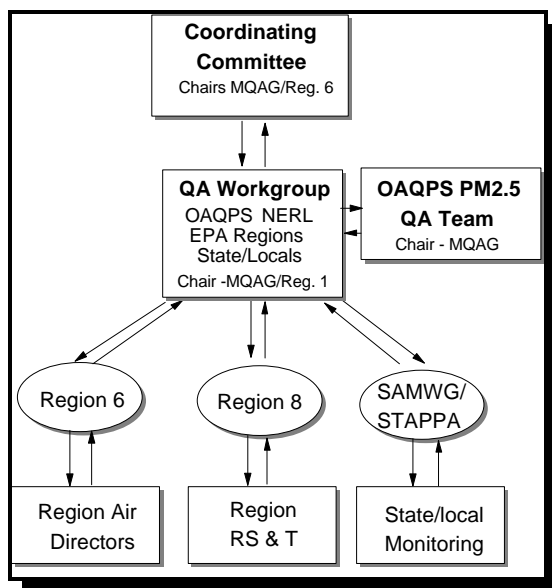 Coordinating
Committee
Chairs MQAG/Reg. 6
QA Workgroup
OAQPS NERL
EPA Regions
State/Locals
Chair -MQAG/Reg. 1
OAQPS PM2.5
QA Team
Chair - MQAG
Region 6
Region 8
SAMWG/
STAPPA
Region Air
Directors
Region
RS & T
State/local
Monitoring